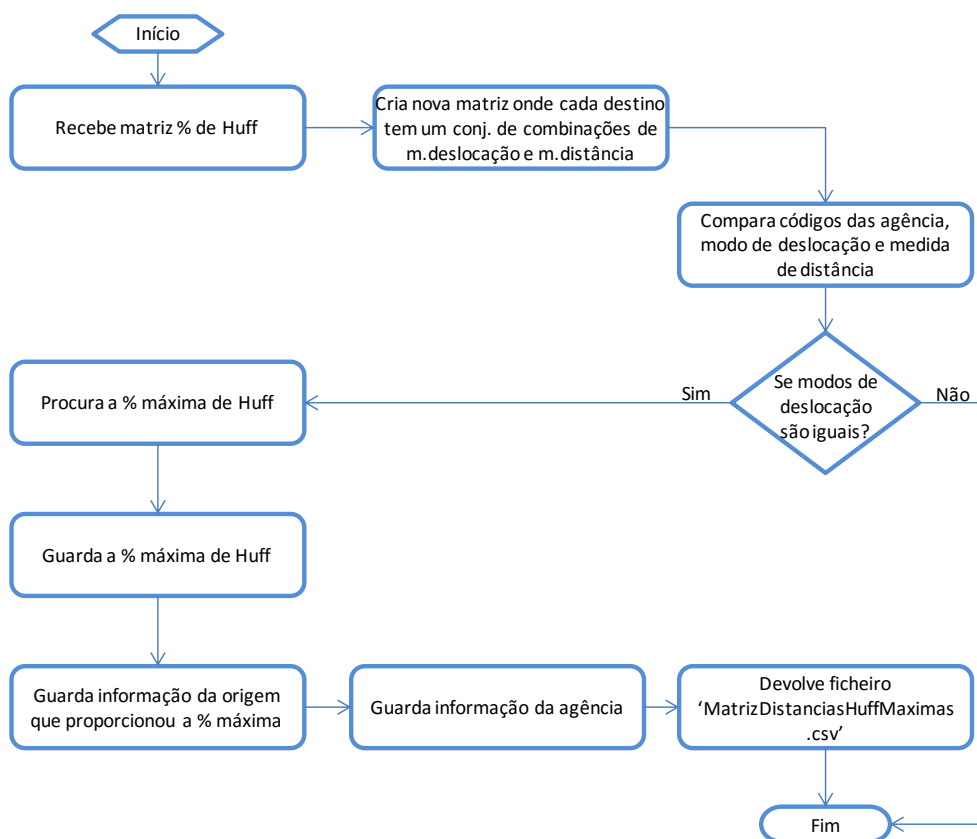 Início
Recebe matriz % de Huff
Cria nova matriz onde cada destino
tem um conj. de combinações de
m.deslocação e m.distância
Compara códigos das agência,
modo de deslocação e medida
de distância
Se modos de
deslocação
são iguais?
Sim
Não
Procura a % máxima de Huff
Guarda a % máxima de Huff
Guarda informação da origem
que proporcionou a % máxima
Guarda informação da agência
Devolve ficheiro
‘MatrizDistanciasHuffMaximas
.csv’
Fim